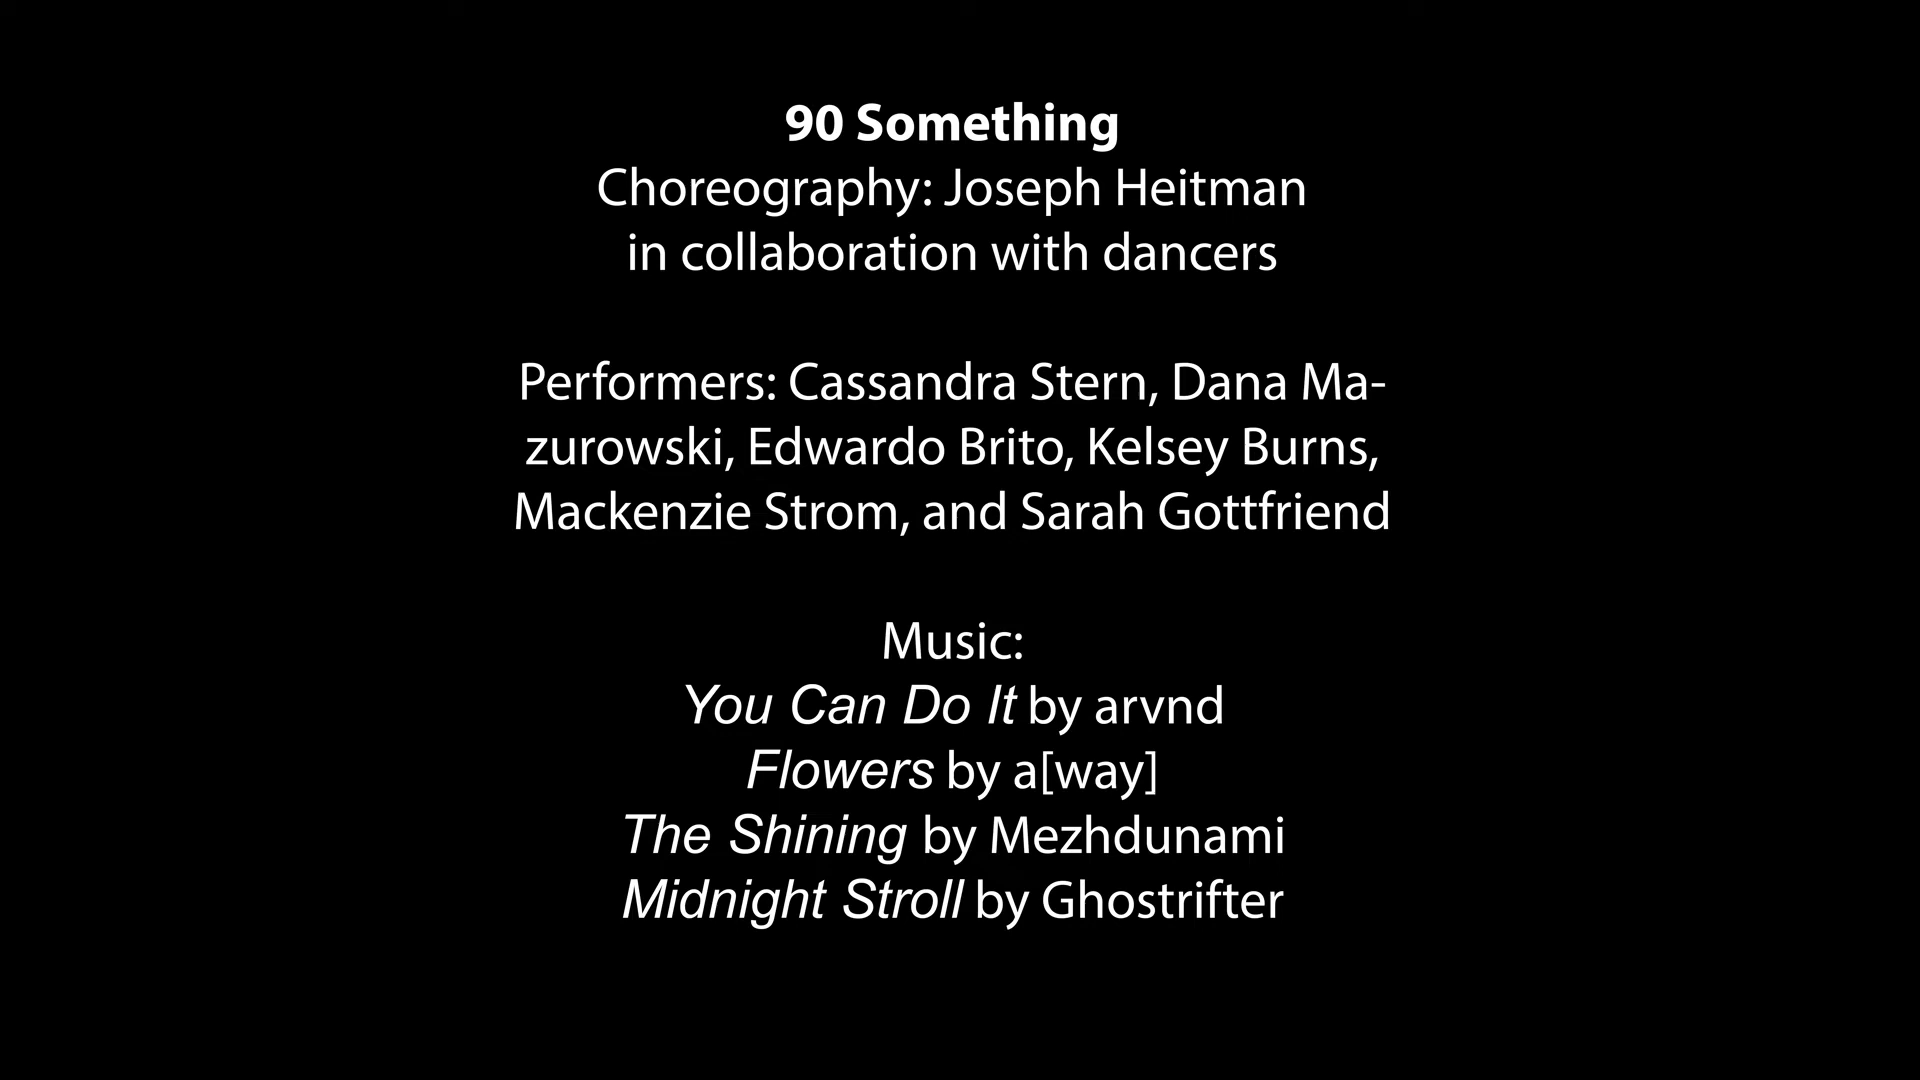 90 Something
Choreography: Joseph Heitman
in collaboration with dancers
Performers: Cassandra Stern, Dana Ma-
zurowski, Edwardo Brito, Kelsey Burns,
Mackenzie Strom, and Sarah Gottfriend
Music:
You Can Do It by arvnd
Flowers by a[way]
The Shining by Mezhdunami
Midnight Stroll by Ghostrifter